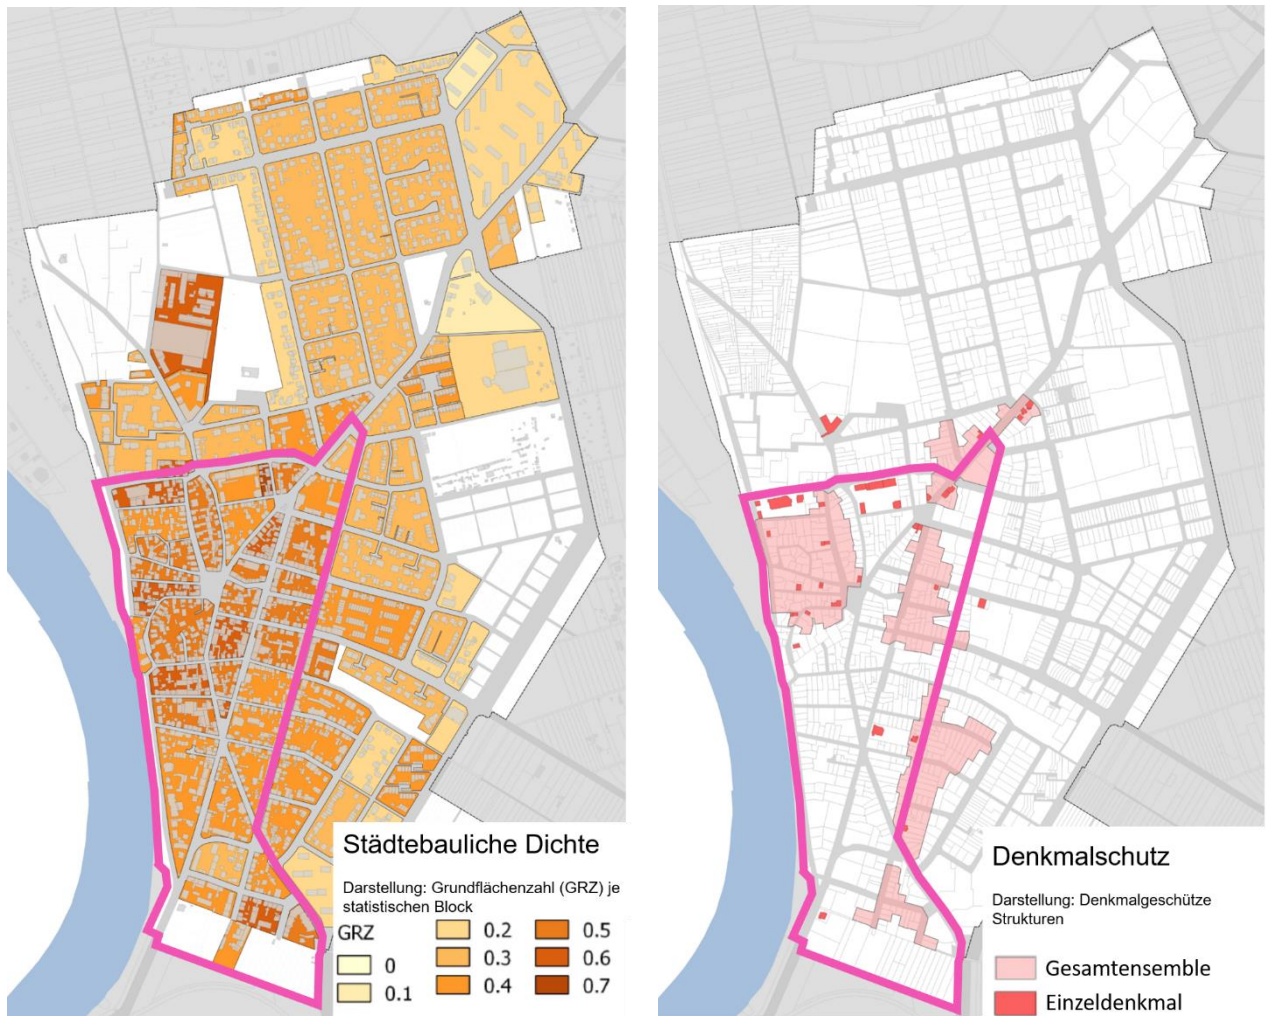 Städtebauliche Dichte
Darstellung: Grundflächenzahl (GRZ) je
statistischen Block
GRZ
0
0.1
0.2
0.3
0.4
0.5
0.6
0.7
Denkmalschutz
Darstellung: Denkmalgeschütze
Strukturen
Gesamtensemble
Einzeldenkmal